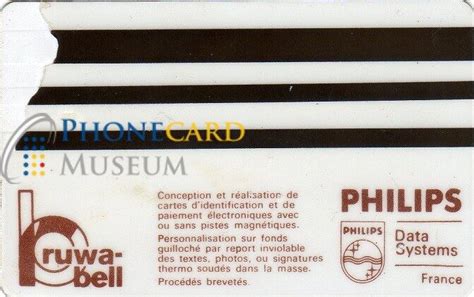 PHONECARD
MUSEUM
bruwa-
bell
Conception et réalisation de
cartes d'identification et de
paiement électroniques avec
ou sans pistes magnétiques.
Personnalisation sur fonds
guilloché par report inviolable
des textes, photos, ou signatures
thermo soudés dans la masse.
Procédés brevetés.
PHILIPS
PHILIPS
Data
Systems
France